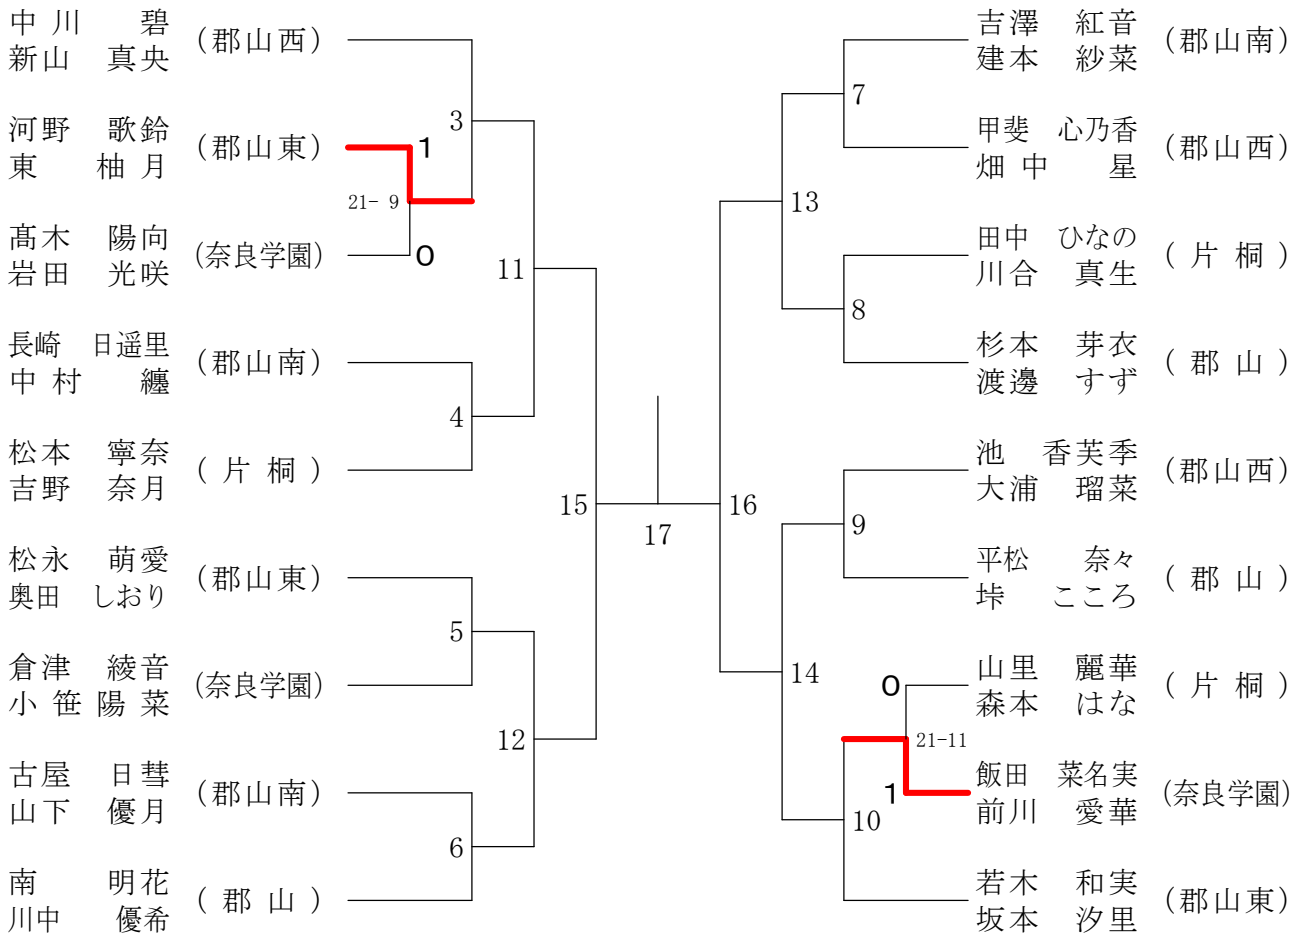 中川 碧
新山 真央
(郡山西)
河野 歌鈴
東 柚月
(郡山東)
髙木 陽向
岩田 光咲
(奈良学園)
長崎 日遥里
中村 纏
(郡山南)
松本 寧奈
吉野 奈月
(片桐)
松永 萌愛
奥田 しおり
(郡山東)
倉津 綾音
小笹 陽菜
(奈良学園)
古屋 日彗
山下 優月
(郡山南)
南 明花
川中 優希
(郡山)
1
21- 9
0
3
4
5
6
11
12
15
17
16
13
14
7
8
9
10
0
21-11
1
吉澤 紅音
建本 紗菜
(郡山南)
甲斐 心乃香
畑中 星
(郡山西)
田中 ひなの
川合 真生
(片桐)
杉本 芽衣
渡邊 すず
(郡山)
池 香芙季
大浦 瑠菜
(郡山西)
平松 奈々
垰 こころ
(郡山)
山里 麗華
森本 はな
(片桐)
飯田 菜名実
前川 愛華
(奈良学園)
若木 和実
坂本 汐里
(郡山東)